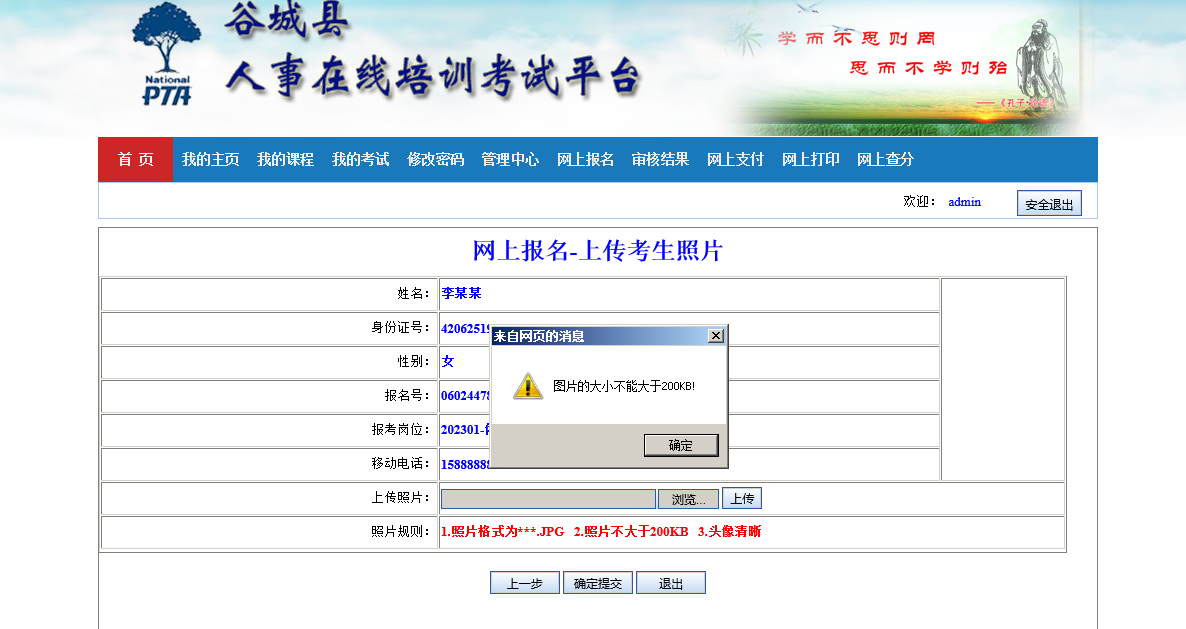 谷城县
人事在线培训考试平台
National
PTA
学而不思则罔
思而不学则殆
——《孔子·论语》
首 页 我的主页 我的课程 我的考试 修改密码 管理中心 网上报名 审核结果 网上支付 网上打印 网上查分
欢迎： admin 安全退出
网上报名-上传考生照片
姓名： 李某某
身份证号： 4206251
来自网页的消息
性别： 女
图片的大小不能大于200KB!
报名号： 0602447
报考岗位： 202301-
确定
移动电话： 1588888
上传照片： 浏览... 上传
照片规则： 1.照片格式为***.JPG 2.照片不大于200KB 3.头像清晰
上一步 确定提交 退出